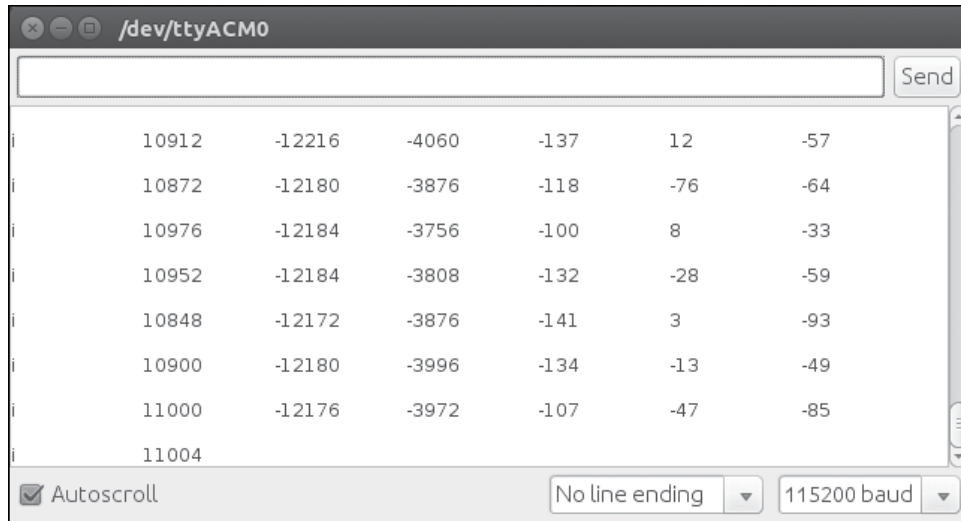 /dev/ttyACM0
Send
i 10912 -12216 -4060 -137 12 -57
i 10872 -12180 -3876 -118 -76 -64
i 10976 -12184 -3756 -100 8 -33
i 10952 -12184 -3808 -132 -28 -59
i 10848 -12172 -3876 -141 3 -93
i 10900 -12180 -3996 -134 -13 -49
i 11000 -12176 -3972 -107 -47 -85
i 11004
Autoscroll No line ending 115200 baud